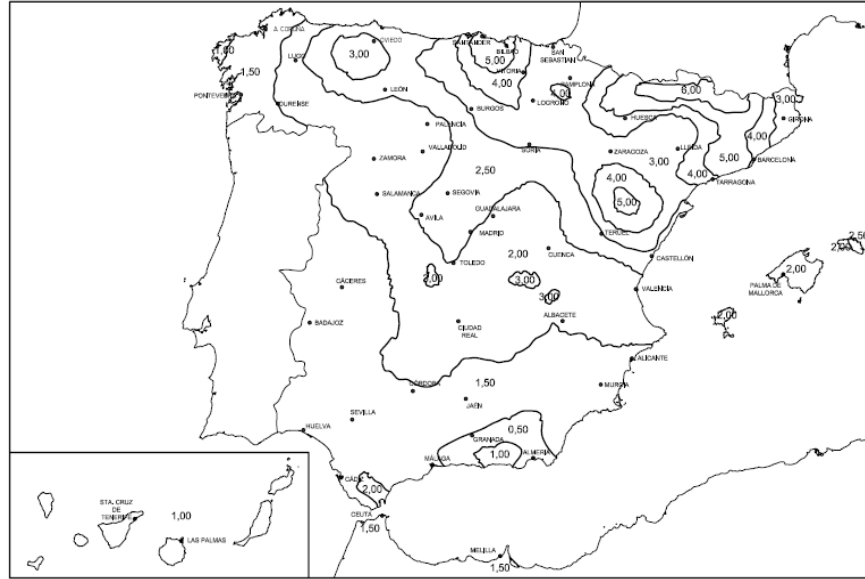 A CORUÑA
1,00
1,50
LUGO
PONTEVEDRA
OURENSE
OVIEDO
3,00
LEÓN
SANTANDER
BILBAO
5,00
VITORIA
4,00
SAN
SEBASTIAN
PAMPLONA
4,00
LOGROÑO
BURGOS
PALENCIA
VALLADOLID
ZAMORA
2,50
SORIA
HUESCA
6,00
3,00
GIRONA
ZARAGOZA
LLEIDA
3,00
4,00
BARCELONA
5,00
4,00
TARRAGONA
4,00
5,00
SALAMANCA
SEGOVIA
AVILA
GUADALAJARA
MADRID
TERUEL
2,00
CUENCA
TOLEDO
CASTELLÓN
2,50
2,00
2,00
PALMA DE
MALLORCA
CÁCERES
3,00
3,00
VALENCIA
BADAJOZ
CIUDAD
REAL
ALBACETE
ALICANTE
1,50
CÓRDOBA
JAÉN
MURCIA
SEVILLA
HUELVA
0,50
GRANADA
1,00
ALMERIA
MÁLAGA
2,00
CEUTA
1,50
MELILLA
1,50
STA. CRUZ
DE
TENERIFE
1,00
LAS PALMAS